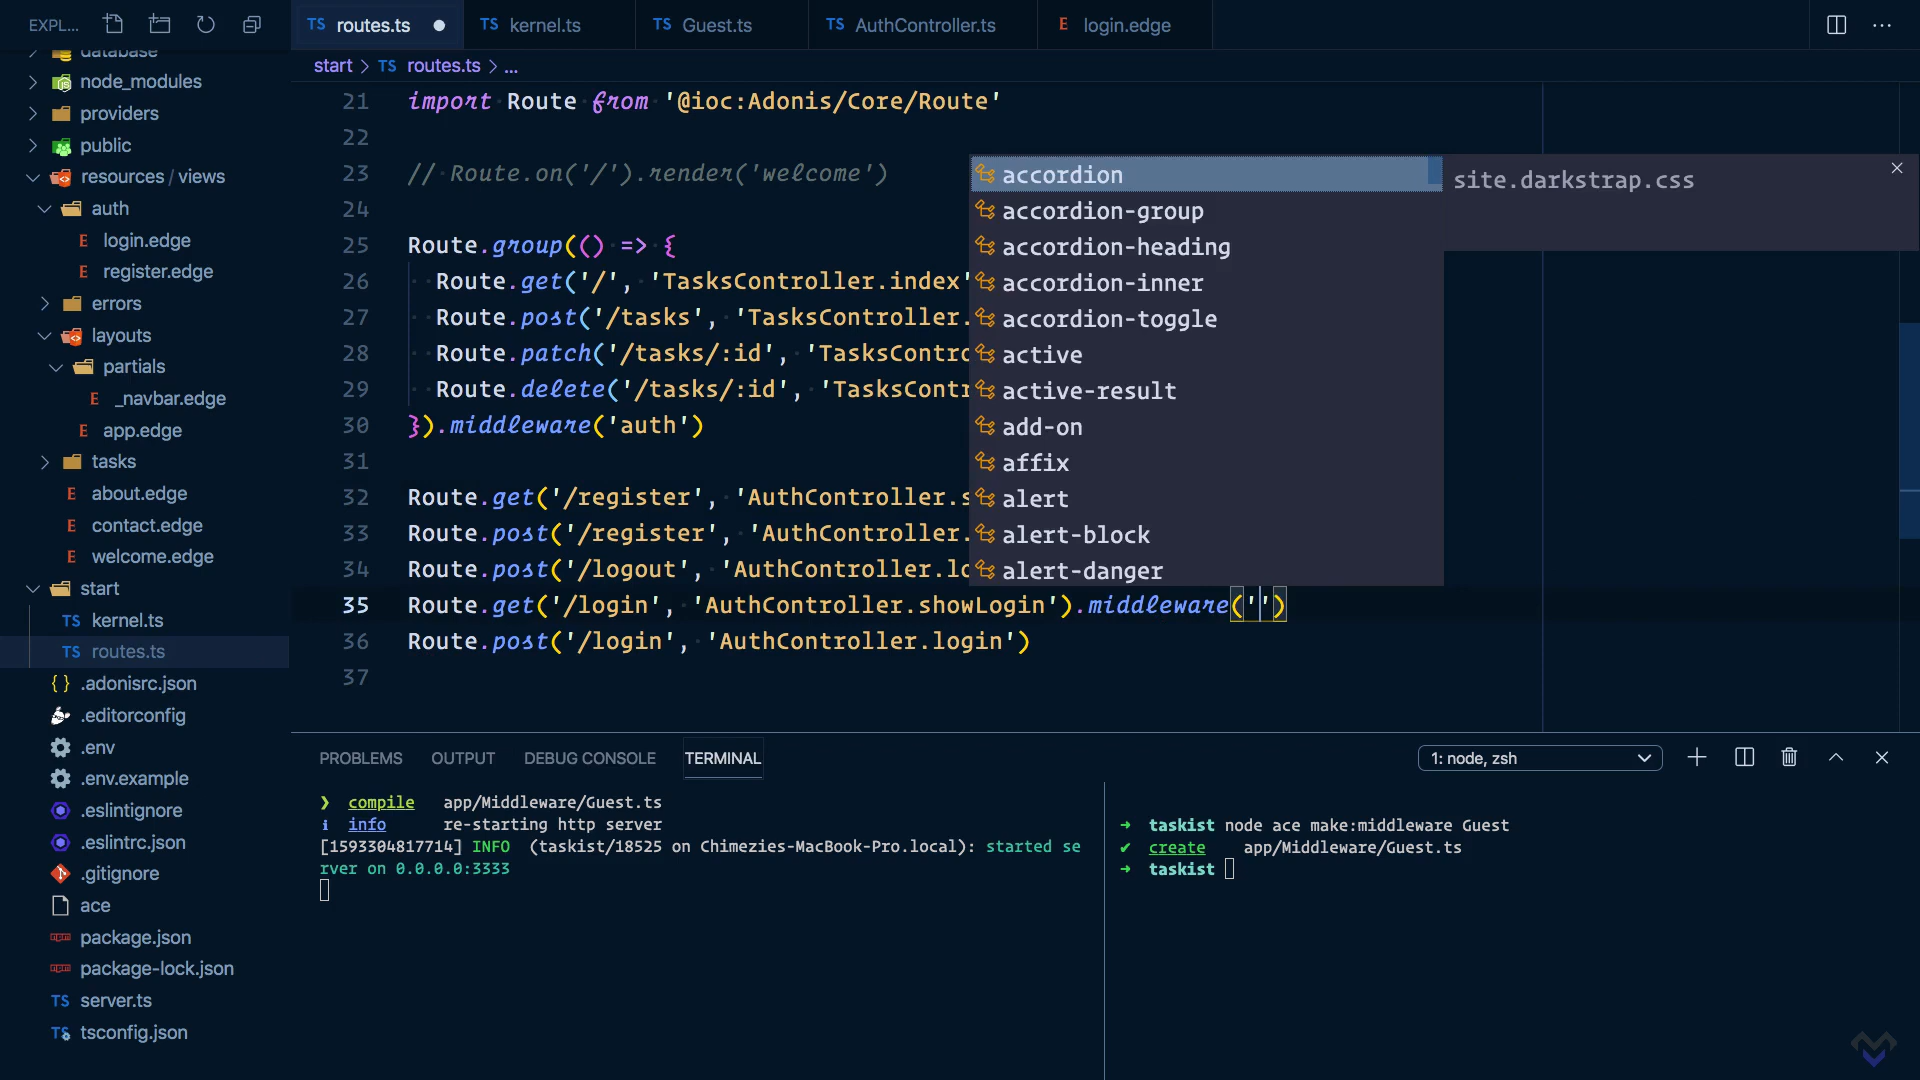 EXPL...
database
node_modules
providers
public
resources / views
auth
E login.edge
E register.edge
errors
layouts
partials
E _navbar.edge
E app.edge
tasks
E about.edge
E contact.edge
E welcome.edge
start
TS kernel.ts
TS routes.ts
{ } .adonisrc.json
.editorconfig
.env
.env.example
.eslintignore
.eslintrc.json
.gitignore
ace
package.json
package-lock.json
TS server.ts
TS tsconfig.json
TS routes.ts ●
TS kernel.ts
TS Guest.ts
TS AuthController.ts
E login.edge
start > TS routes.ts > ...
21 import Route from '@ioc:Adonis/Core/Route'
22
23 // Route.on('/').render('welcome')
24
25 Route.group(() => {
26 Route.get('/', 'TasksController.index'
27 Route.post('/tasks', 'TasksController.
28 Route.patch('/tasks/:id', 'TasksContro
29 Route.delete('/tasks/:id', 'TasksContr
30 }).middleware('auth')
31
32 Route.get('/register', 'AuthController.s
33 Route.post('/register', 'AuthController.
34 Route.post('/logout', 'AuthController.lo
35 Route.get('/login', 'AuthController.showLogin').middleware('')
36 Route.post('/login', 'AuthController.login')
37
accordion
accordion-group
accordion-heading
accordion-inner
accordion-toggle
active
active-result
add-on
affix
alert
alert-block
alert-danger
site.darkstrap.css
PROBLEMS OUTPUT DEBUG CONSOLE TERMINAL
1: node, zsh
❯ compile app/Middleware/Guest.ts
ℹ info re-starting http server
[1593304817714] INFO (taskist/18525 on Chimezies-MacBook-Pro.local): started se
rver on 0.0.0.0:3333
→ taskist node ace make:middleware Guest
✔ create app/Middleware/Guest.ts
→ taskist